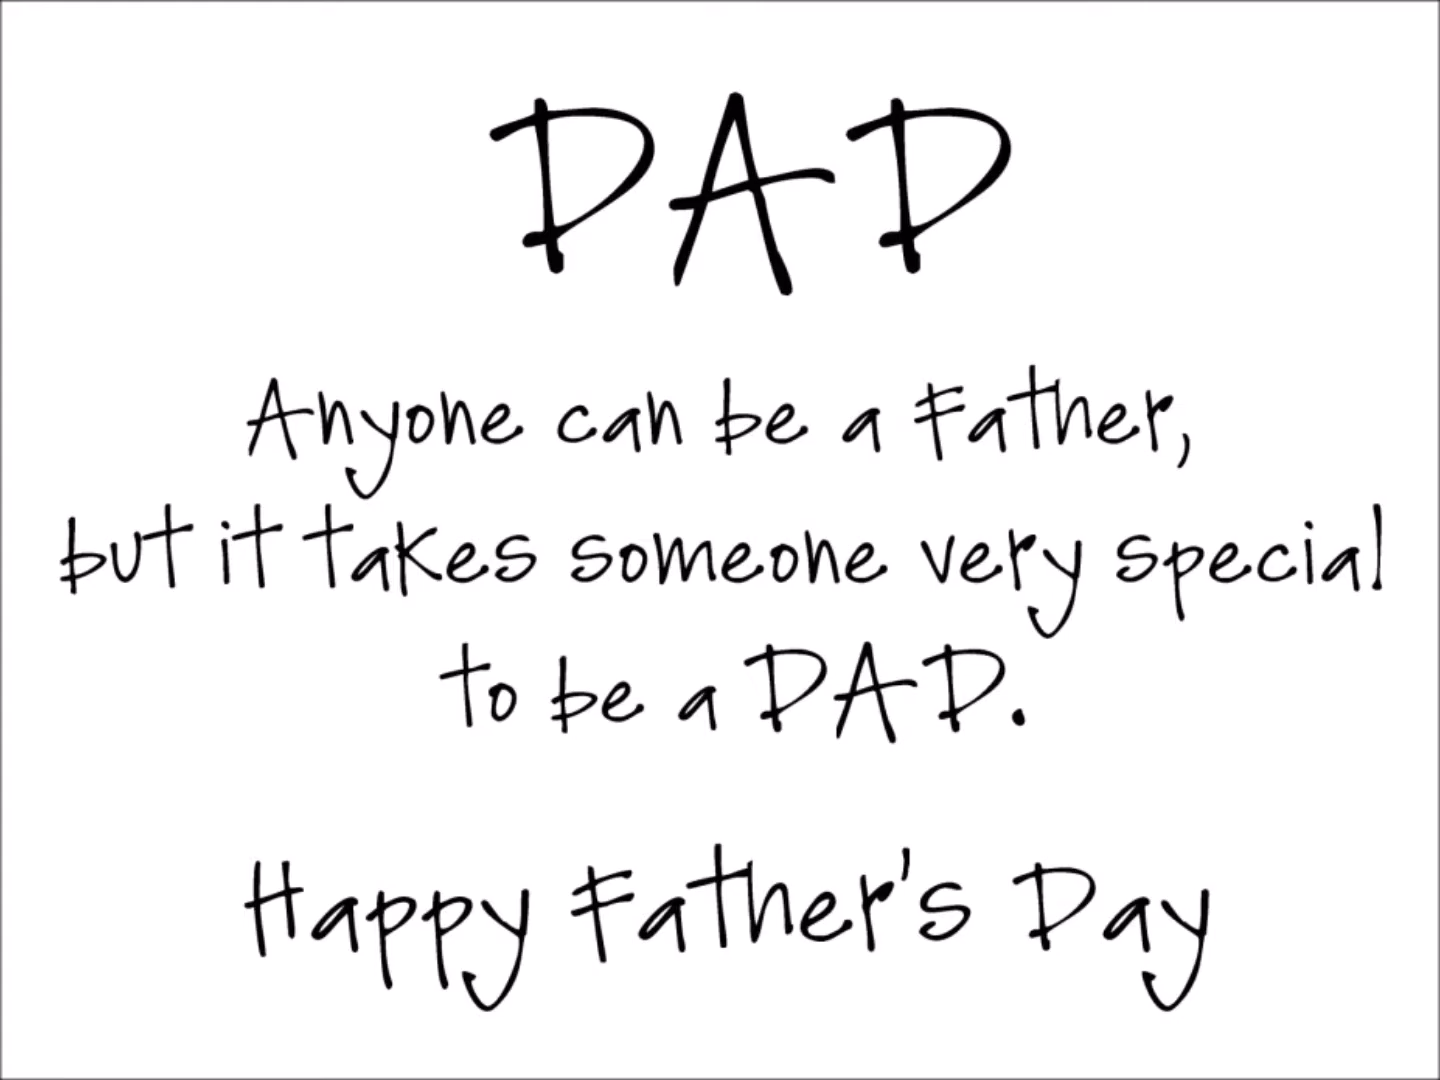 DAD
Anyone can be a Father,
but it takes someone very special
to be a DAD.
Happy Father's Day